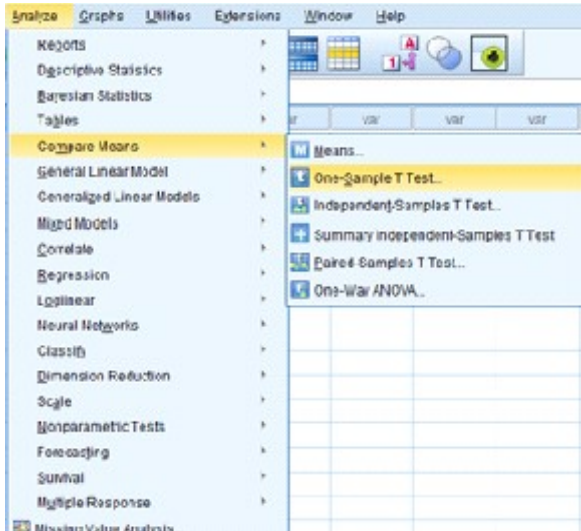 Analyze Graphs Utilities Extensions Window Help
Reports
Descriptive Statistics
Bayesian Statistics
Tables
var var var
Compare Means
Means...
General Linear Model
One-Sample T Test...
Generalized Linear Models
Independent-Samples T Test...
Mixed Models
Summary Independent-Samples T Test
Correlate
Paired-Samples T Test...
Regression
One-Way ANOVA...
Loglinear
Neural Networks
Classify
Dimension Reduction
Scale
Nonparametric Tests
Forecasting
Survival
Multiple Response
Missing Value Analysis